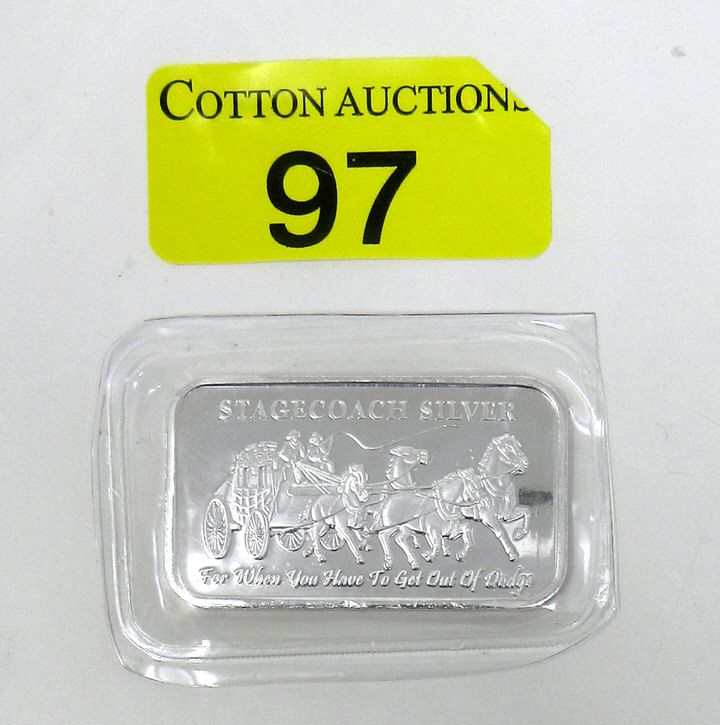 COTTON AUCTIONS
97
STAGECOACH SILVER
For When You Have To Get Out Of Dodge